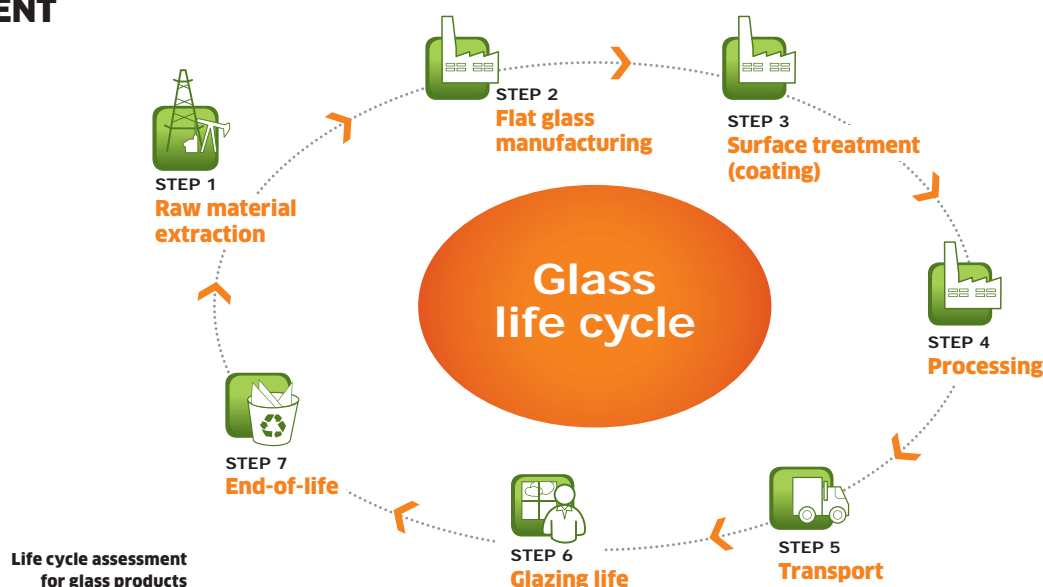 ENT
STEP 1
Raw material
extraction
STEP 2
Flat glass
manufacturing
STEP 3
Surface treatment
(coating)
STEP 4
Processing
STEP 5
Transport
STEP 6
Glazing life
STEP 7
End-of-life
Glass
life cycle
Life cycle assessment
for glass products